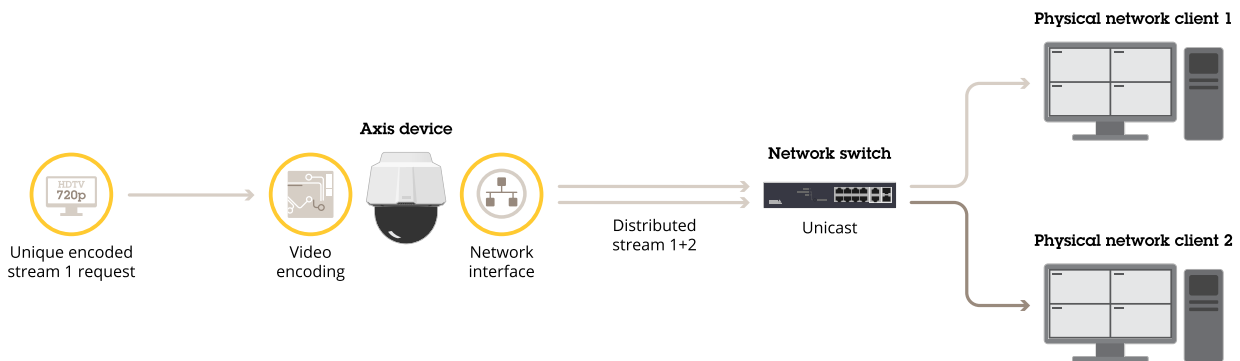 Physical network client 1
Axis device
Network switch
HDTV
720p
Unique encoded
stream 1 request
Video
encoding
Network
interface
Distributed
stream 1+2
Unicast
Physical network client 2